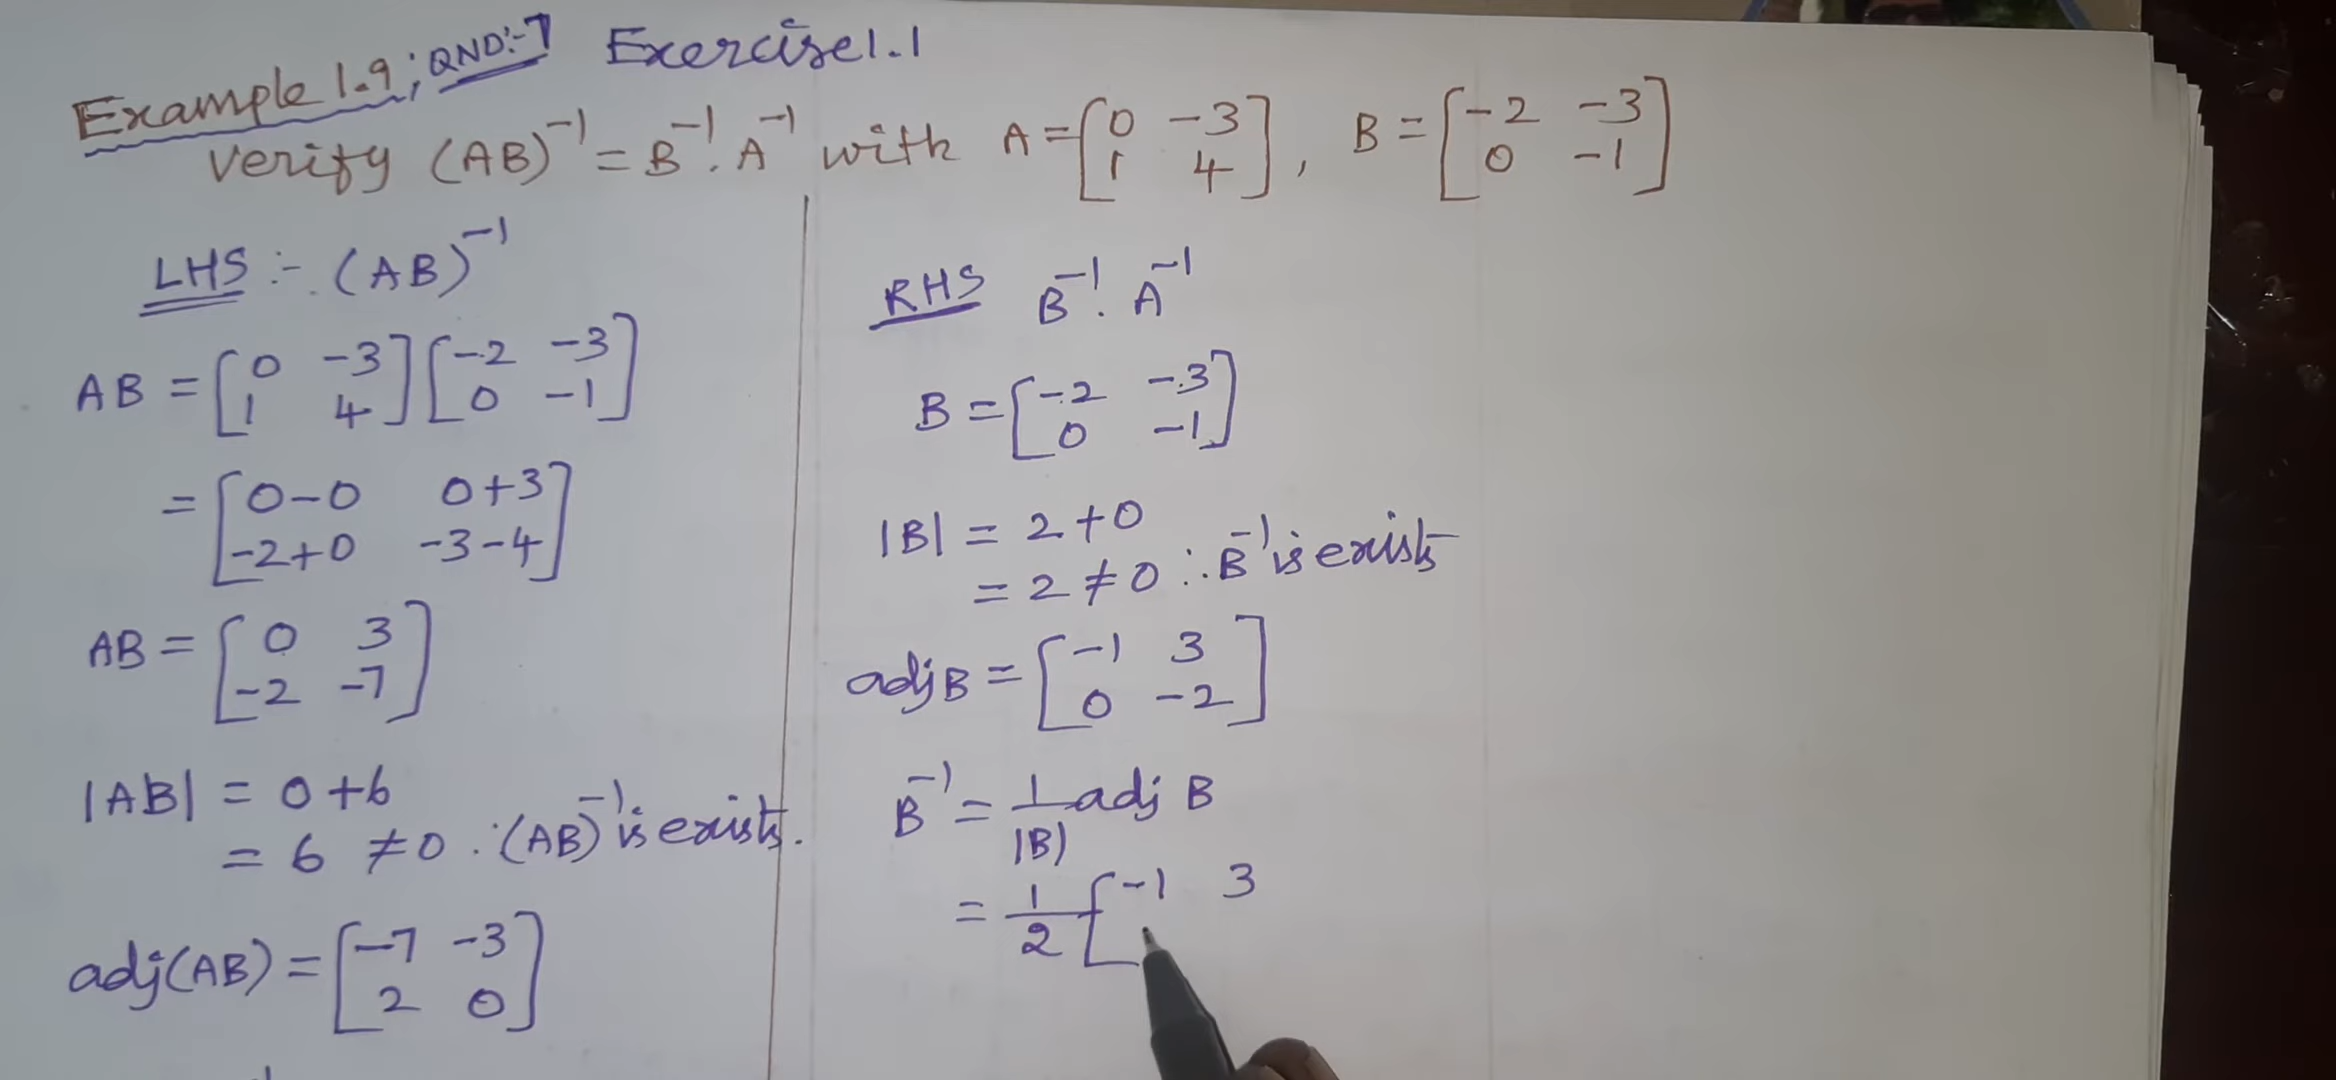 Example 1.9; QNO:-7 Exercise 1.1
Verify (AB)⁻¹ = B⁻¹. A⁻¹ with A = [0 -3; 1 4], B = [-2 -3; 0 -1]
LHS :- (AB)⁻¹
AB = [0 -3; 1 4] [-2 -3; 0 -1]
= [0-0 0+3; -2+0 -3-4]
AB = [0 3; -2 -7]
|AB| = 0+6
= 6 ≠0 ∴(AB)⁻¹ is exists.
adj(AB) = [-7 -3; 2 0]
RHS B⁻¹. A⁻¹
B = [-2 -3; 0 -1]
|B| = 2+0
= 2 ≠0 ∴B⁻¹ is exists
adj B = [-1 3; 0 -2]
B⁻¹ = 1/|B| adj B
= 1/2 [-1 3